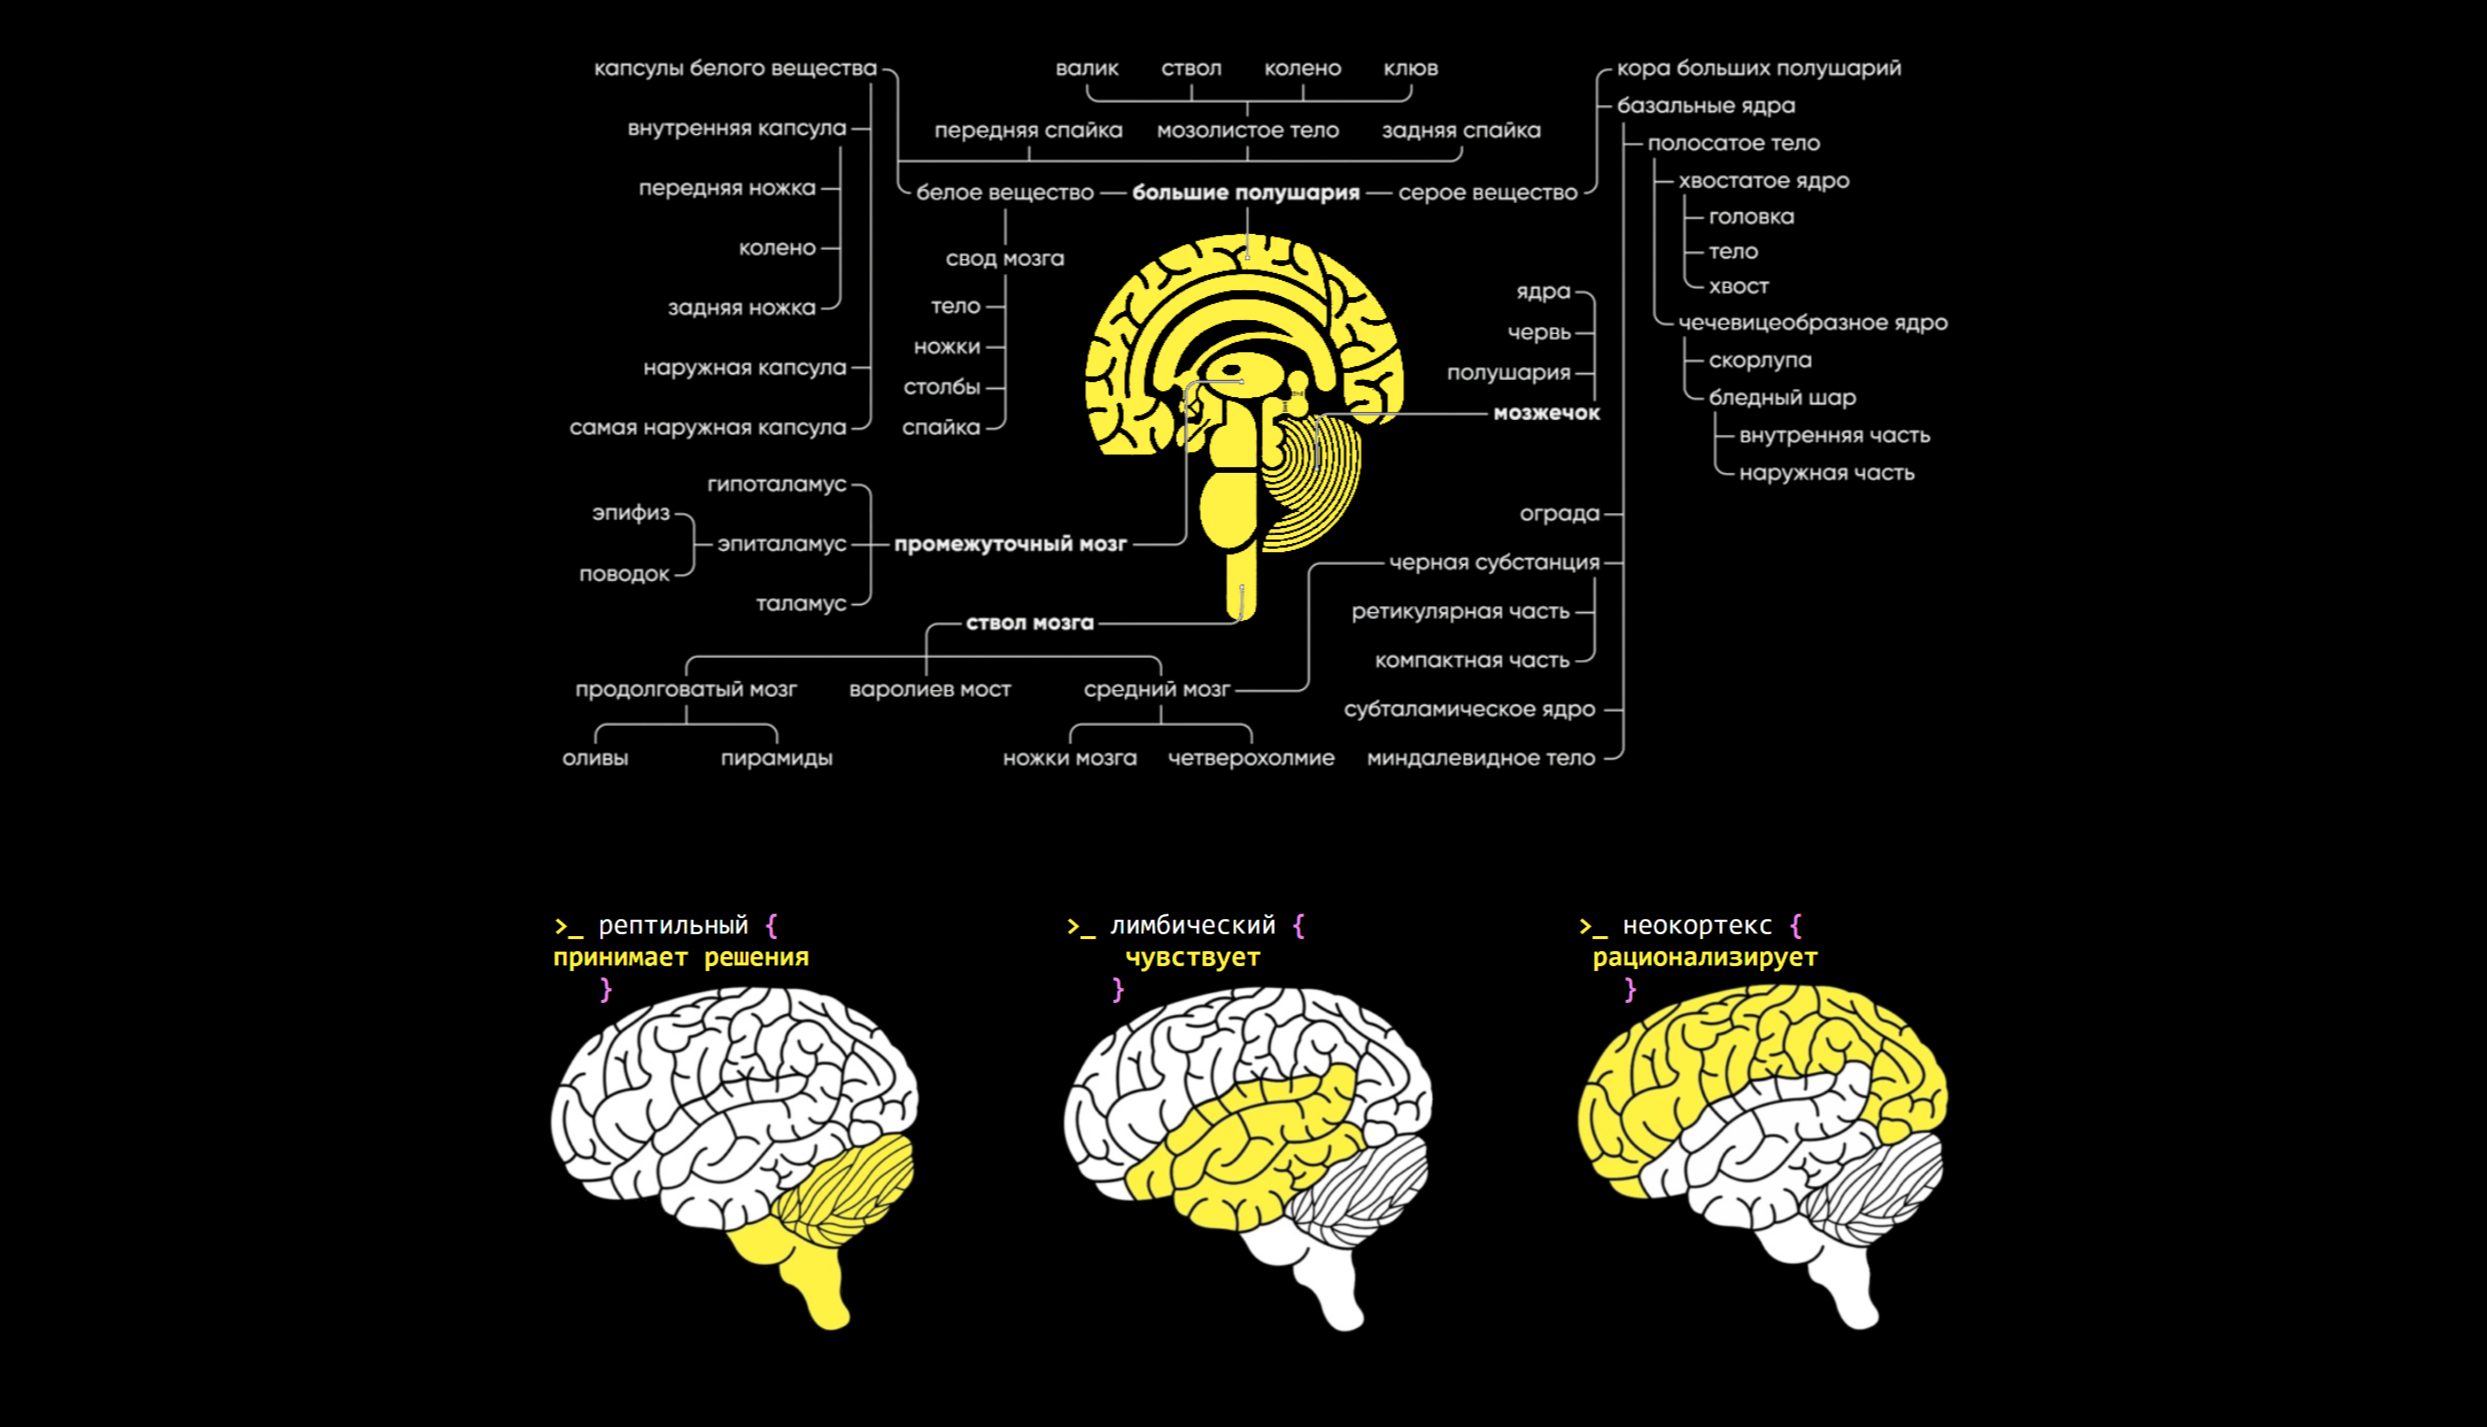 капсулы белого вещества
внутренняя капсула
передняя ножка
колено
задняя ножка
наружная капсула
самая наружная капсула
валик ствол колено клюв
передняя спайка мозолистое тело задняя спайка
белое вещество большие полушария серое вещество
свод мозга
тело
ножки
столбы
спайка
кора больших полушарий
базальные ядра
полосатое тело
хвостатое ядро
головка
тело
хвост
чечевицеобразное ядро
скорлупа
бледный шар
внутренняя часть
наружная часть
ядра
червь
полушария
мозжечок
гипоталамус
эпифиз
эпиталамус промежуточный мозг
поводок
таламус
ствол мозга
продолговатый мозг варолиев мост средний мозг
оливы пирамиды ножки мозга четверохолмие
ограда
черная субстанция
ретикулярная часть
компактная часть
субталамическое ядро
миндалевидное тело
>_ рептильный {
принимает решения
}
>_ лимбический {
чувствует
}
>_ неокортекс {
рационализирует
}